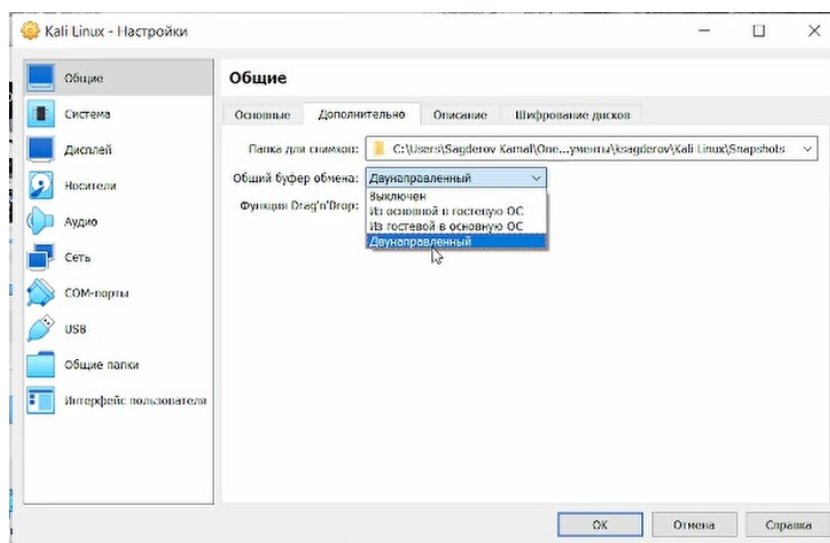 Kali Linux - Настройки
Общие
Система
Дисплей
Носители
Аудио
Сеть
COM-порты
USB
Общие папки
Интерфейс пользователя
Общие
Основные Дополнительно Описание Шифрование дисков
Папка для снимков: C:\Users\Sagderov Kamal\One...ументы\ksagderov\Kali Linux\Snapshots
Общий буфер обмена: Двунаправленный
Функция Drag'n'Drop:
Выключен
Из основной в гостевую ОС
Из гостевой в основную ОС
Двунаправленный
OK Отмена Справка